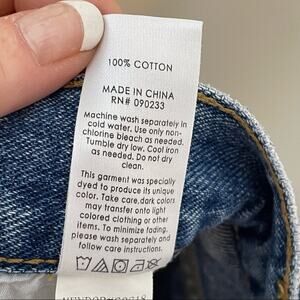 100% COTTON
MADE IN CHINA
RN# 090233
Machine wash separately in
cold water. Use only non-
chlorine bleach as needed.
Tumble dry low. Cool iron
as needed. Do not dry
clean.
This garment was specially
dyed to produce its unique
color. Take care, dark colors
may transfer onto light
colored clothing or other
items. To minimize fading,
please wash separately and
follow care instructions.